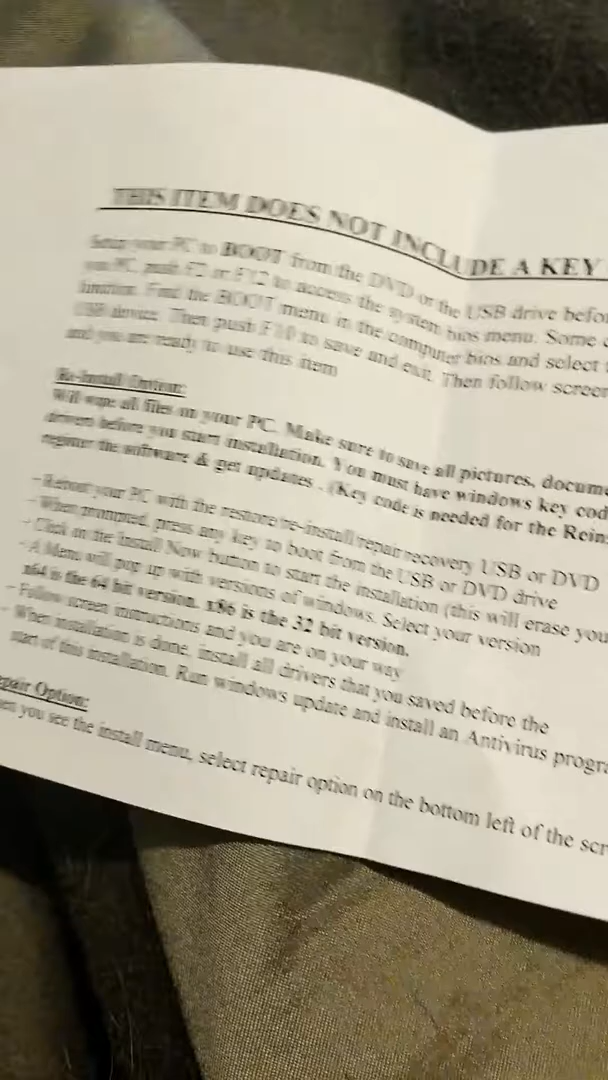 THIS ITEM DOES NOT INCLUDE A KEY
Setup your PC to BOOT from the DVD or the USB drive befor
you PC, push F2 or F12 to access the system bios menu. Some c
function. Find the BOOT menu in the computer bios and select t
USB device. Then push F10 to save and exit. Then follow screen
and you are ready to use this item
Re-Install Option:
Will wipe all files on your PC. Make sure to save all pictures, docume
drivers before you start installation. You must have windows key cod
register the software & get updates . (Key code is needed for the Reins
- Reboot your PC with the restore/re-install/repair/recovery USB or DVD
- When prompted, press any key to boot from the USB or DVD drive
- Click on the Install Now button to start the installation (this will erase you
- A Menu will pop up with versions of windows. Select your version
x64 is the 64 bit version. x86 is the 32 bit version.
- Follow screen instructions and you are on your way
- When installation is done, install all drivers that you saved before the
start of this installation. Run windows update and install an Antivirus progra
epair Option:
en you see the install menu, select repair option on the bottom left of the scr